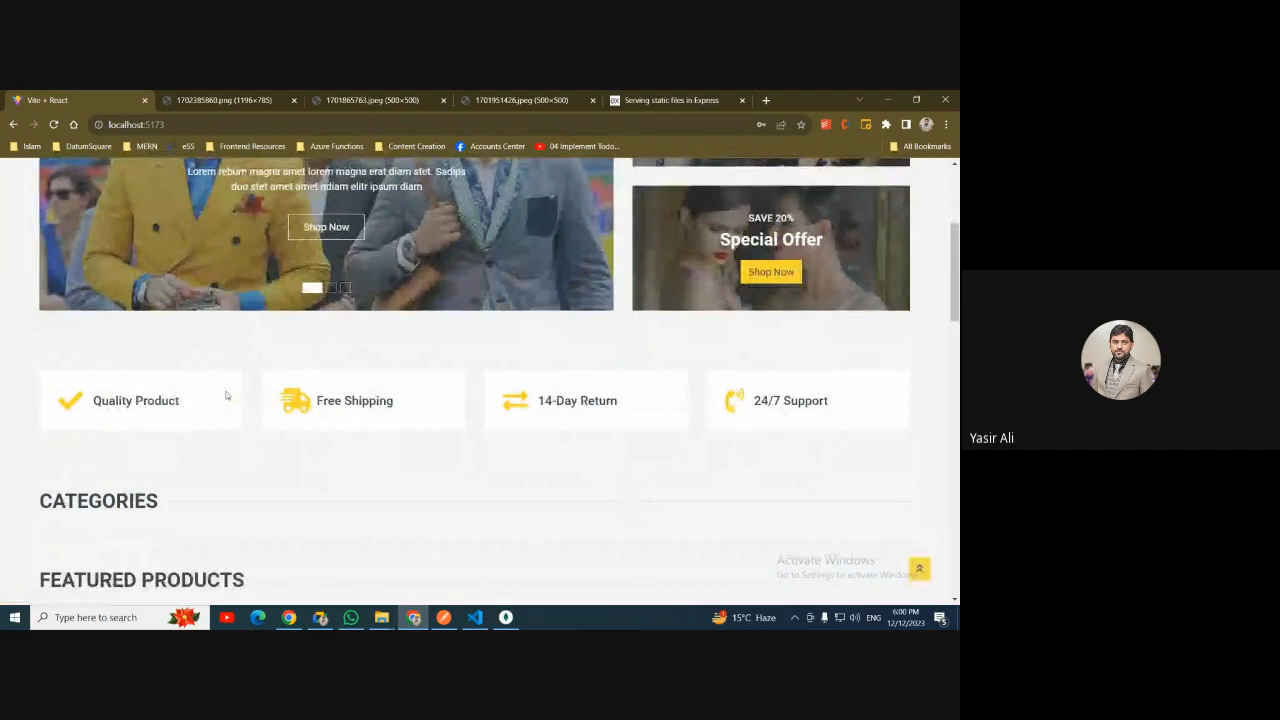 Vite + React
1702385860.png (1196×785)
1701865763.jpeg (500×500)
1701951426.jpeg (500×500)
Serving static files in Express
localhost:5173
Islam
DatumSquare
MERN
eSS
Frontend Resources
Azure Functions
Content Creation
Accounts Center
04 Implement Todo...
All Bookmarks
Lorem rebum magna amet lorem magna erat diam stet. Sadips
duo stet amet amet ndiam elitr ipsum diam
Shop Now
SAVE 20%
Special Offer
Shop Now
Quality Product
Free Shipping
14-Day Return
24/7 Support
CATEGORIES
FEATURED PRODUCTS
Activate Windows
Go to Settings to activate Windows.
Yasir Ali
Type here to search
15°C Haze
ENG
6:00 PM
12/12/2023
5